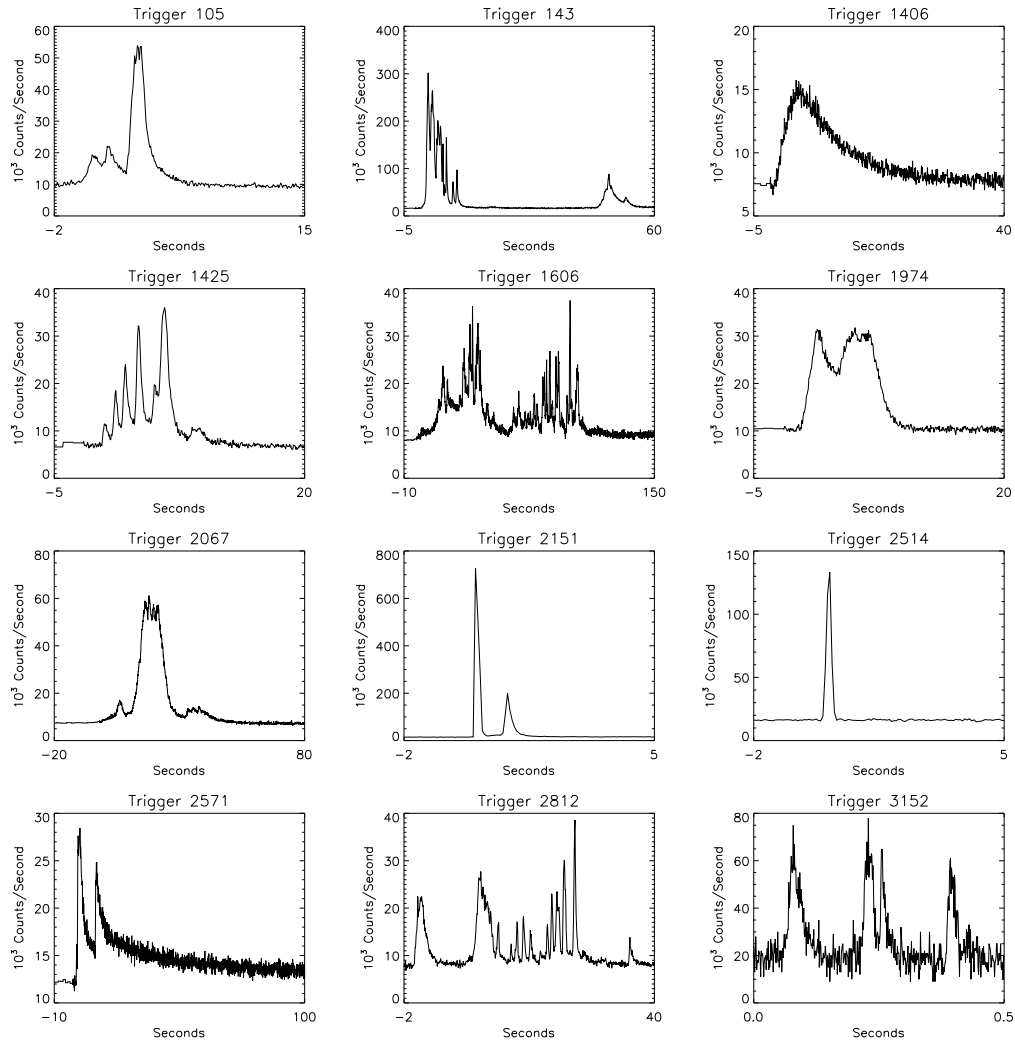 Trigger 105
60
50
40
30
20
10
0
10³ Counts/Second
-2
15
Seconds
Trigger 143
400
300
200
100
0
10³ Counts/Second
-5
60
Seconds
Trigger 1406
20
15
10
5
10³ Counts/Second
-5
40
Seconds
Trigger 1425
40
30
20
10
0
10³ Counts/Second
-5
20
Seconds
Trigger 1606
40
30
20
10
0
10³ Counts/Second
-10
150
Seconds
Trigger 1974
40
30
20
10
0
10³ Counts/Second
-5
20
Seconds
Trigger 2067
80
60
40
20
0
10³ Counts/Second
-20
80
Seconds
Trigger 2151
800
600
400
200
0
10³ Counts/Second
-2
5
Seconds
Trigger 2514
150
100
50
0
10³ Counts/Second
-2
5
Seconds
Trigger 2571
30
25
20
15
10
10³ Counts/Second
-10
100
Seconds
Trigger 2812
40
30
20
10
0
10³ Counts/Second
-2
40
Seconds
Trigger 3152
80
60
40
20
0
10³ Counts/Second
0.0
0.5
Seconds